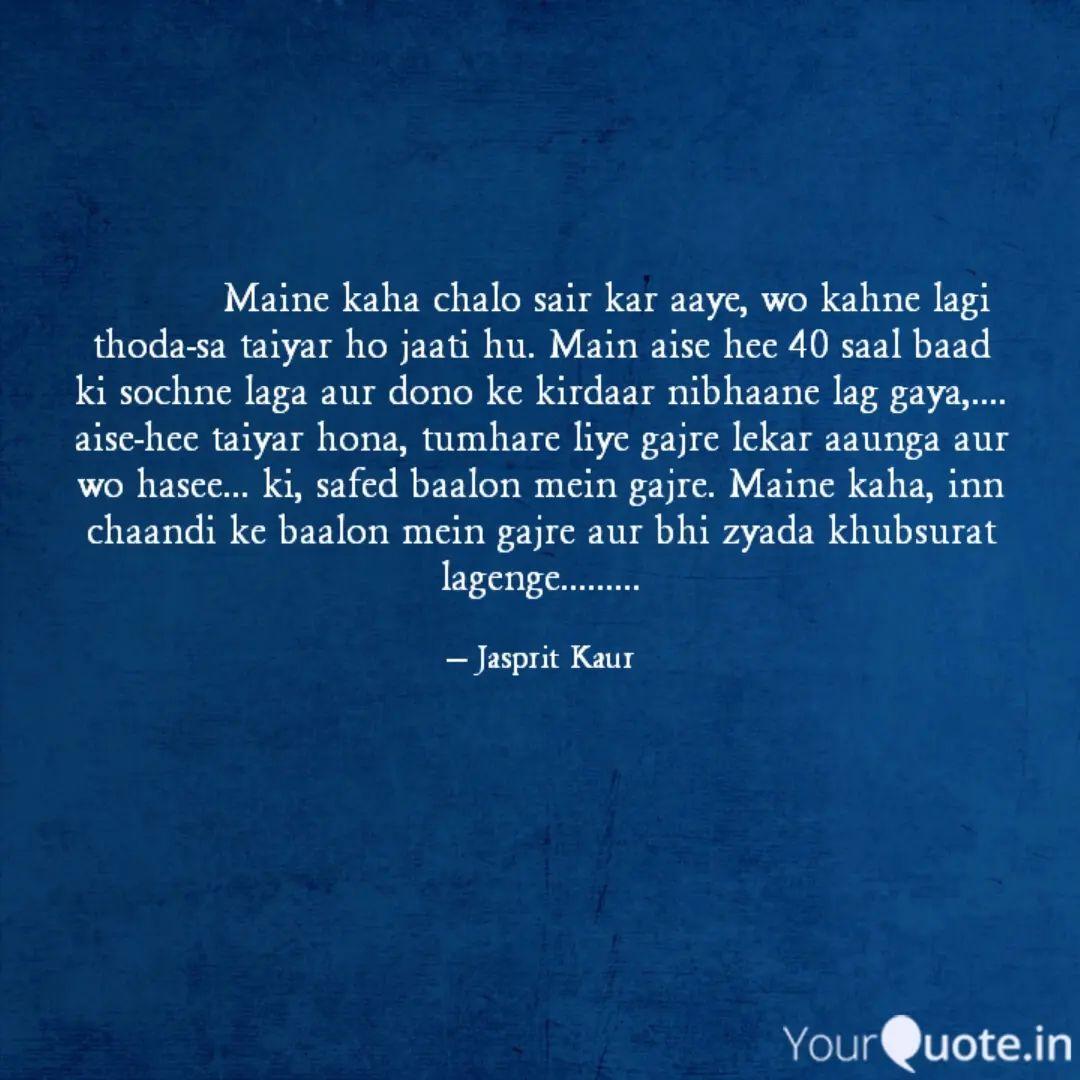 Maine kaha chalo sair kar aaye, wo kahne lagi
thoda-sa taiyar ho jaati hu. Main aise hee 40 saal baad
ki sochne laga aur dono ke kirdaar nibhaane lag gaya,....
aise-hee taiyar hona, tumhare liye gajre lekar aaunga aur
wo hasee... ki, safed baalon mein gajre. Maine kaha, inn
chaandi ke baalon mein gajre aur bhi zyada khubsurat
lagenge.........
– Jasprit Kaur
YourQuote.in